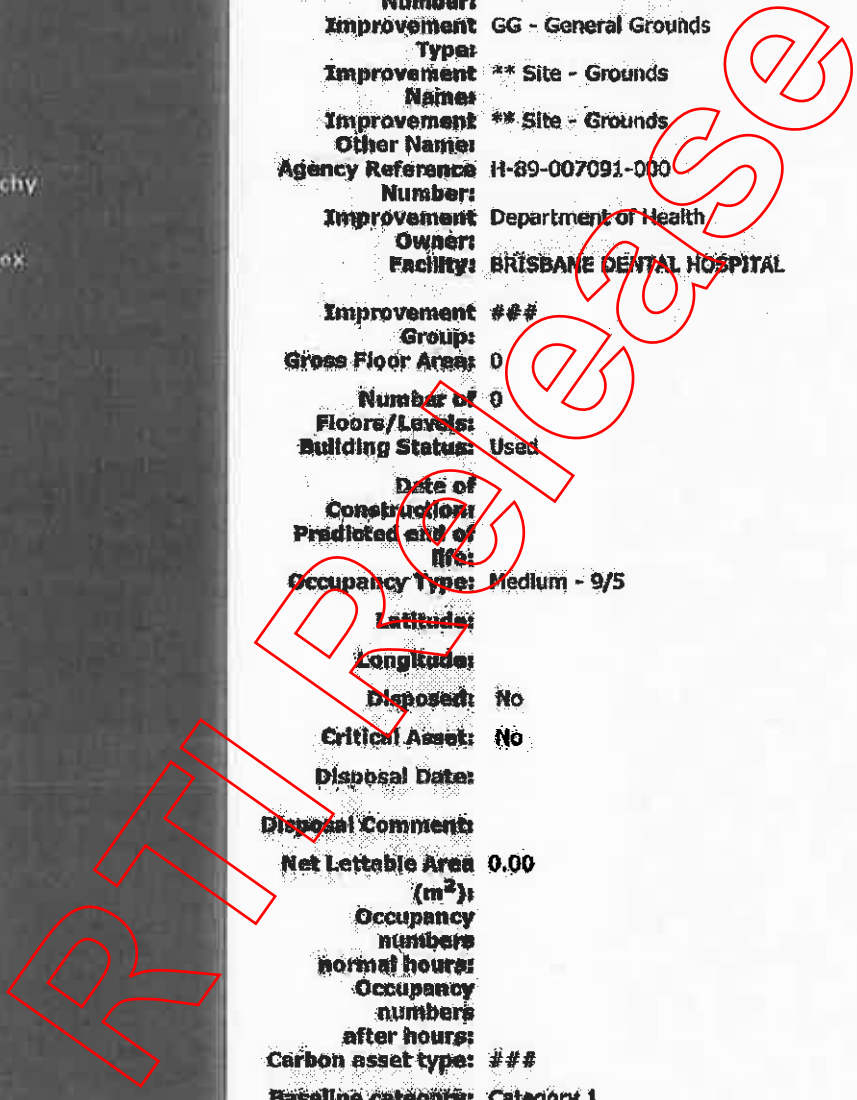 Number:
Improvement GG - General Grounds
Type:
Improvement ** Site - Grounds
Name:
Improvement ** Site - Grounds
Other Name:
Agency Reference H-89-007091-000
Number:
Improvement Department of Health
Owner:
Facility: BRISBANE DENTAL HOSPITAL
Improvement ###
Group:
Gross Floor Area: 0
Number of 0
Floors/Levels:
Building Status: Used
Date of
Construction:
Predicted end of
life:
Occupancy Type: Medium - 9/5
Latitude:
Longitude:
Disposed: No
Critical Asset: No
Disposal Date:
Disposal Comment:
Net Lettable Area 0.00
(m²):
Occupancy
numbers
normal hours:
Occupancy
numbers
after hours:
Carbon asset type: ###
Baseline category: Category 1
chy
ox
RTI Release